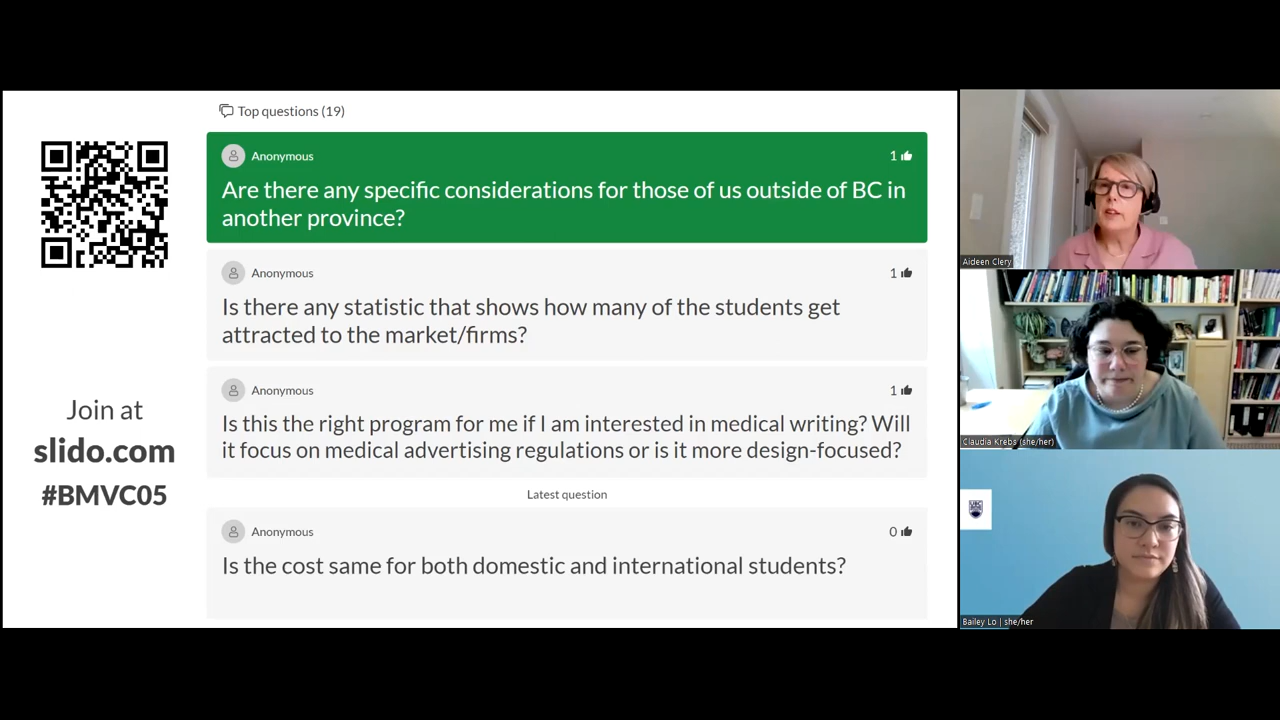 Top questions (19)
Anonymous
1
Are there any specific considerations for those of us outside of BC in
another province?
Anonymous
1
Is there any statistic that shows how many of the students get
attracted to the market/firms?
Anonymous
1
Is this the right program for me if I am interested in medical writing? Will
it focus on medical advertising regulations or is it more design-focused?
Latest question
Anonymous
0
Is the cost same for both domestic and international students?
Join at
slido.com
#BMVC05
Aideen Clery
Claudia Krebs (she/her)
UBC
Bailey Lo | she/her